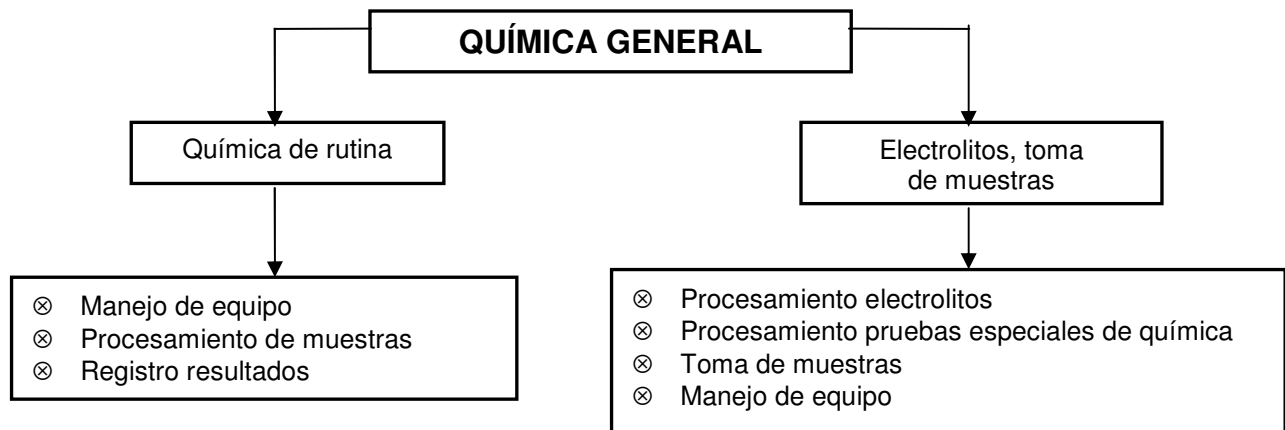 QUÍMICA GENERAL
Química de rutina
Electrolitos, toma
de muestras
⊗ Manejo de equipo
⊗ Procesamiento de muestras
⊗ Registro resultados
⊗ Procesamiento electrolitos
⊗ Procesamiento pruebas especiales de química
⊗ Toma de muestras
⊗ Manejo de equipo